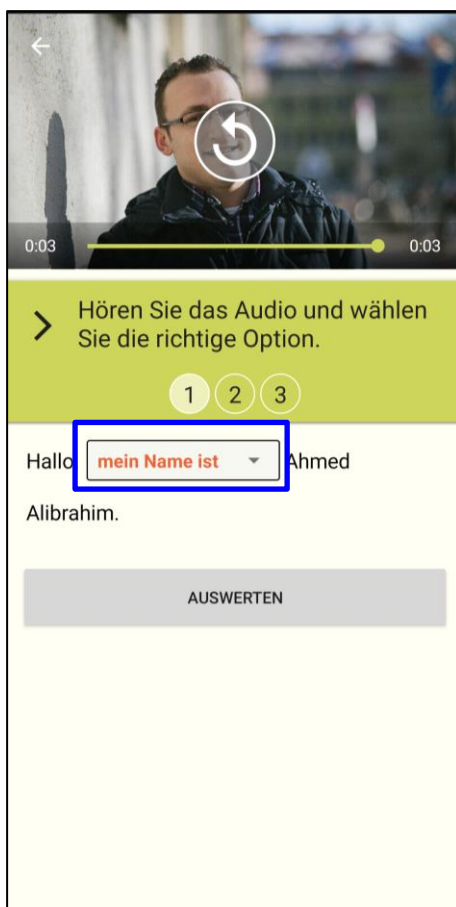 0:03 0:03
Hören Sie das Audio und wählen
Sie die richtige Option.
1 2 3
Hallo mein Name ist Ahmed
Alibrahim.
AUSWERTEN